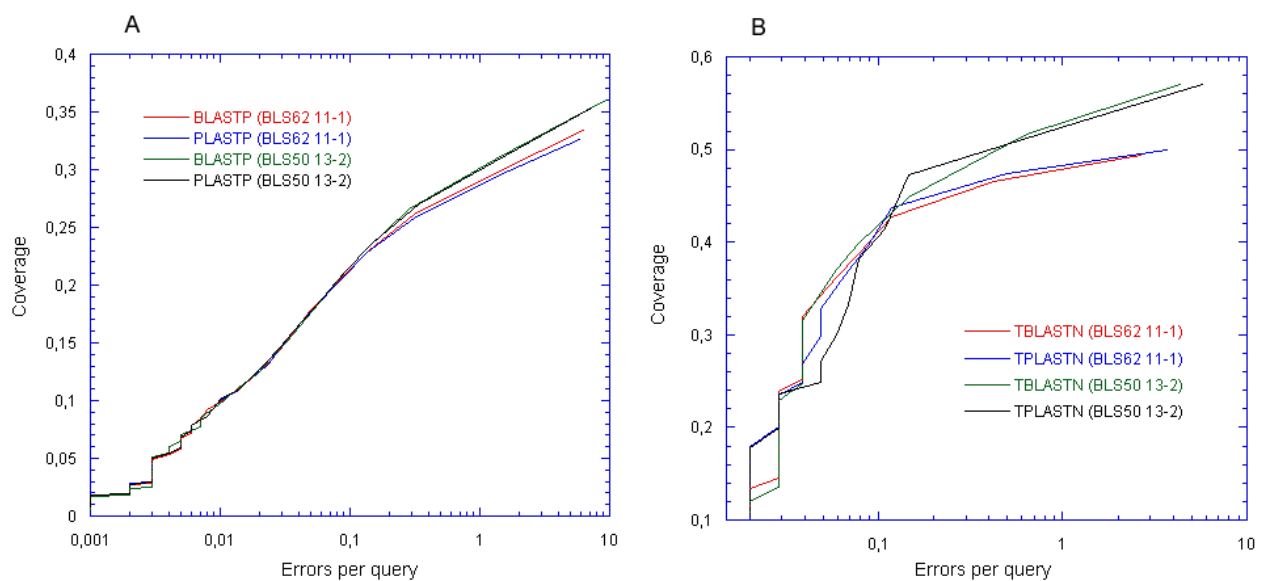 A
0,4
0,35
0,3
0,25
0,2
0,15
0,1
0,05
0
Coverage
BLASTP (BLS62 11-1)
PLASTP (BLS62 11-1)
BLASTP (BLS50 13-2)
PLASTP (BLS50 13-2)
0,001
0,01
0,1
1
10
Errors per query
B
0,6
0,5
0,4
0,3
0,2
0,1
Coverage
TBLASTN (BLS62 11-1)
TPLASTN (BLS62 11-1)
TBLASTN (BLS50 13-2)
TPLASTN (BLS50 13-2)
0,1
1
10
Errors per query